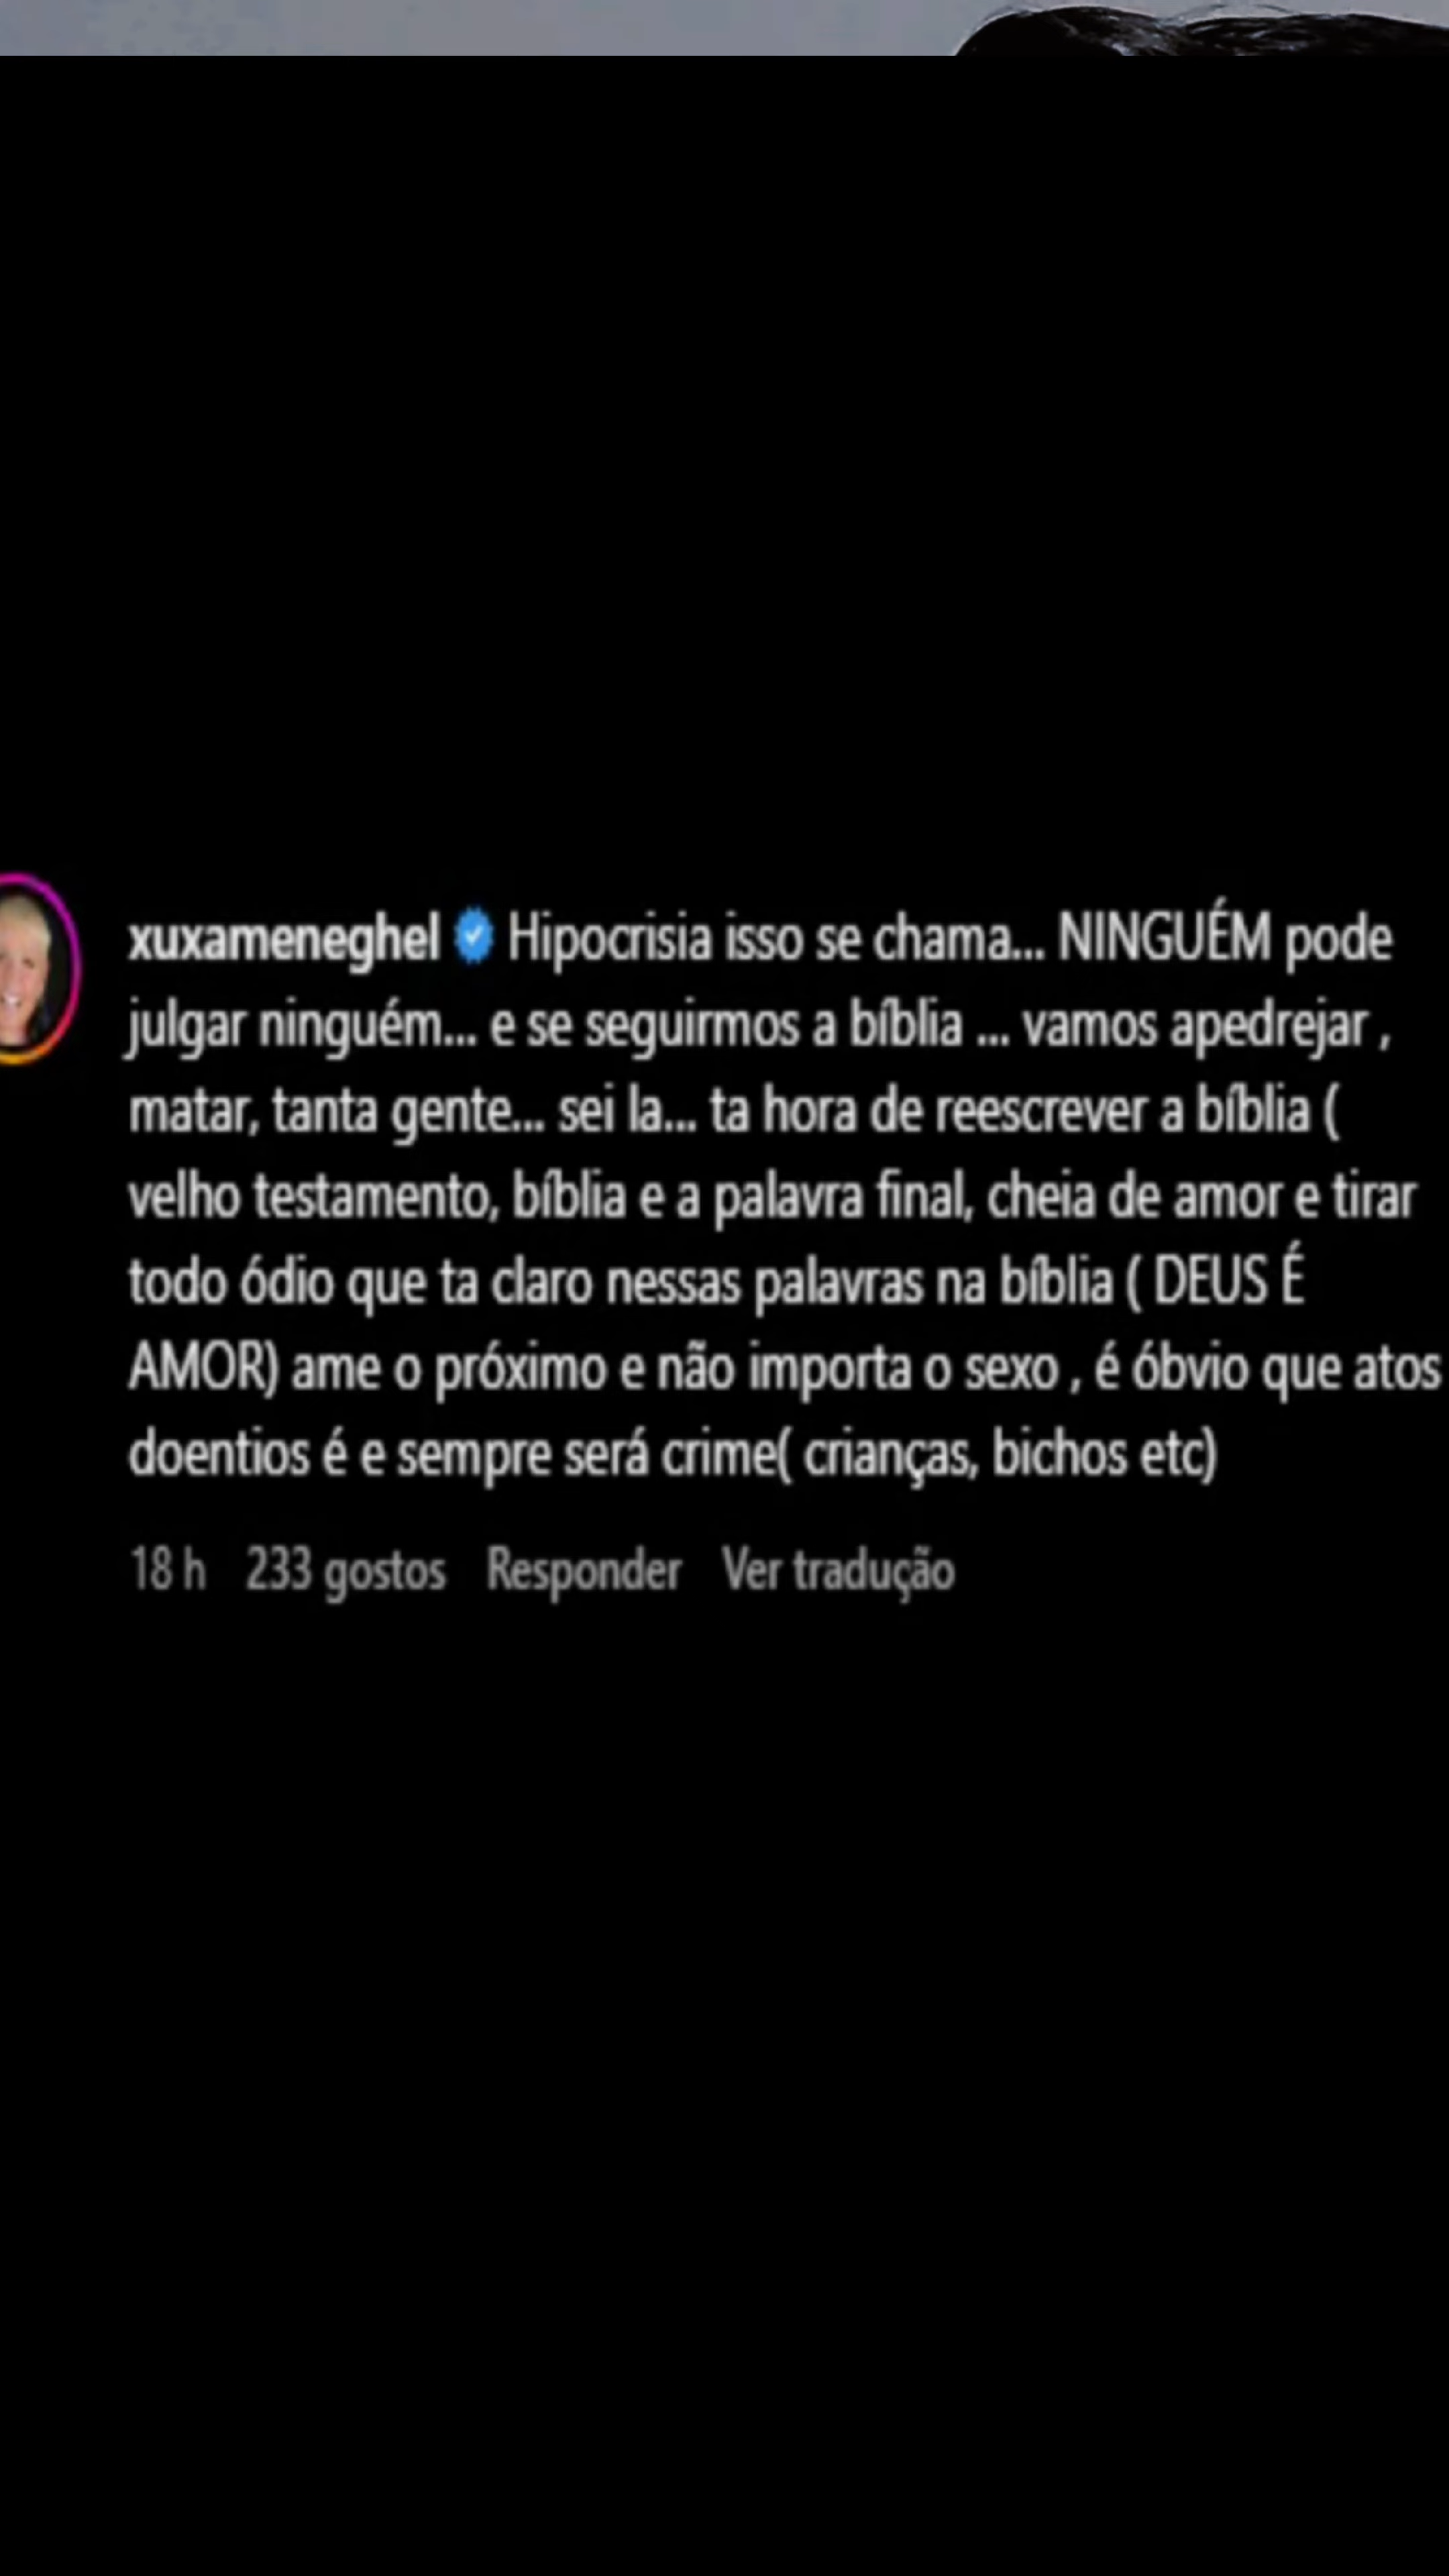 xuxameneghel Hipocrisia isso se chama... NINGUÉM pode
julgar ninguém... e se seguirmos a bíblia ... vamos apedrejar ,
matar, tanta gente... sei la... ta hora de reescrever a bíblia (
velho testamento, bíblia e a palavra final, cheia de amor e tirar
todo ódio que ta claro nessas palavras na bíblia ( DEUS É
AMOR) ame o próximo e não importa o sexo , é óbvio que atos
doentios é e sempre será crime( crianças, bichos etc)
18 h 233 gostos Responder Ver tradução